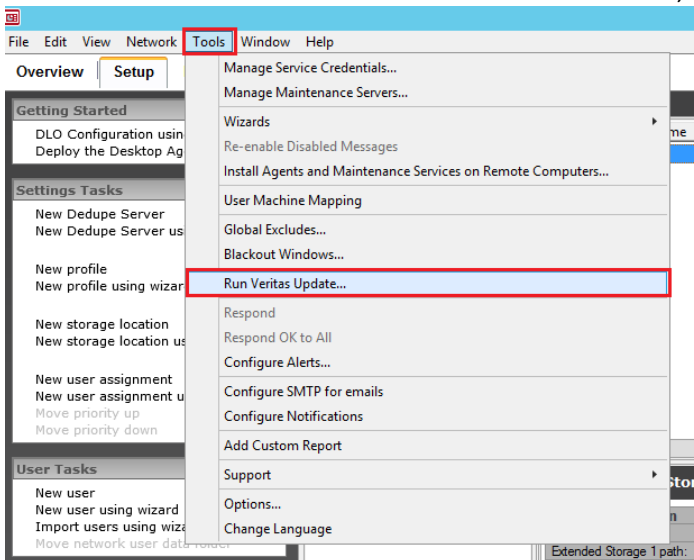 File Edit View Network Tools Window Help
Overview Setup
Getting Started
DLO Configuration usin
Deploy the Desktop Ag
Settings Tasks
New Dedupe Server
New Dedupe Server us
New profile
New profile using wizar
New storage location
New storage location us
New user assignment
New user assignment u
Move priority up
Move priority down
User Tasks
New user
New user using wizard
Import users using wiza
Move network user data folder
Manage Service Credentials...
Manage Maintenance Servers...
Wizards
Re-enable Disabled Messages
Install Agents and Maintenance Services on Remote Computers...
User Machine Mapping
Global Excludes...
Blackout Windows...
Run Veritas Update...
Respond
Respond OK to All
Configure Alerts...
Configure SMTP for emails
Configure Notifications
Add Custom Report
Support
Options...
Change Language
me
Stor
n
Extended Storage 1 path: